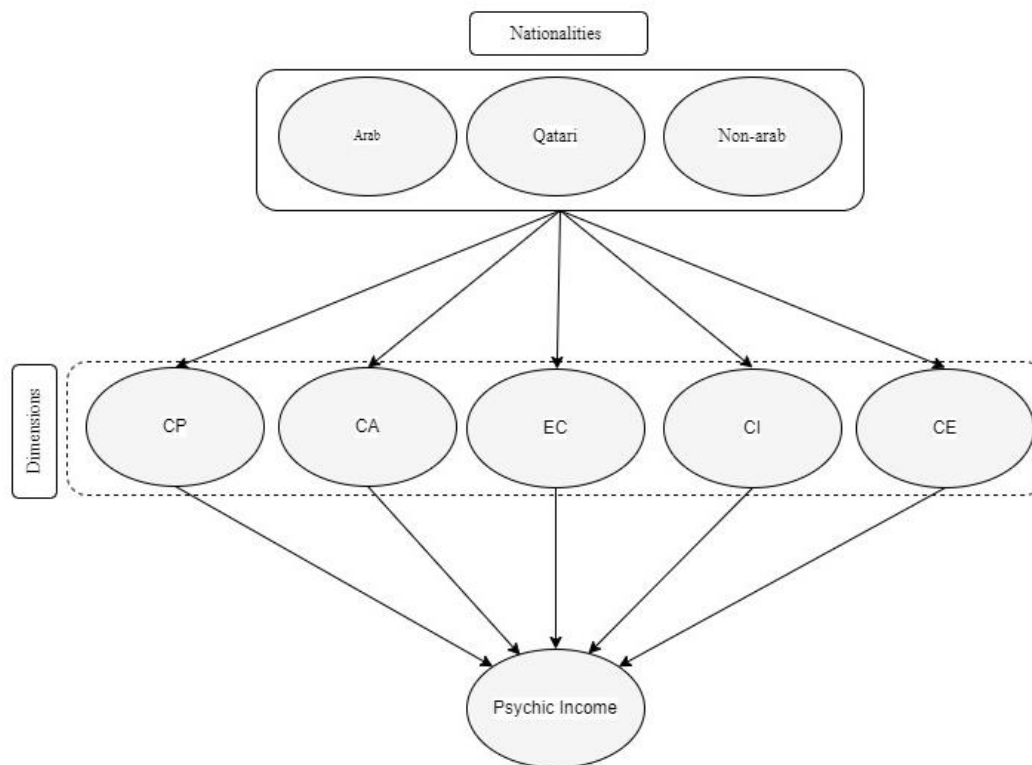 Nationalities
Arab
Qatari
Non-arab
Dimensions
CP
CA
EC
CI
CE
Psychic Income